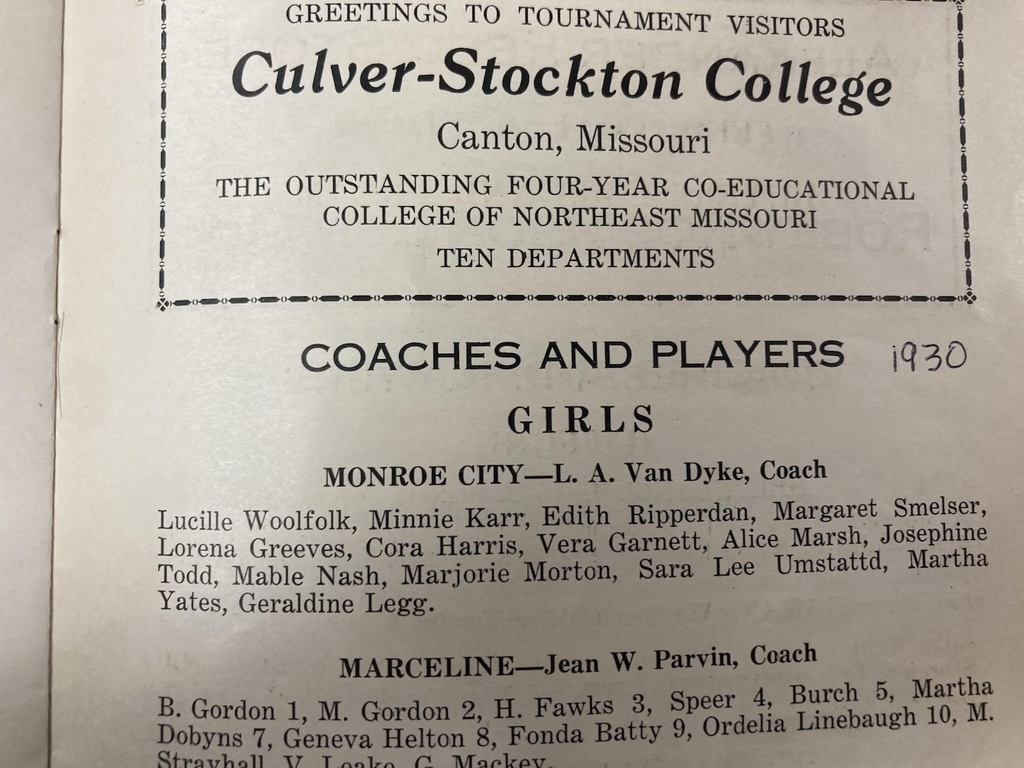 GREETINGS TO TOURNAMENT VISITORS
Culver-Stockton College
Canton, Missouri
THE OUTSTANDING FOUR-YEAR CO-EDUCATIONAL
COLLEGE OF NORTHEAST MISSOURI
TEN DEPARTMENTS
COACHES AND PLAYERS 1930
GIRLS
MONROE CITY—L. A. Van Dyke, Coach
Lucille Woolfolk, Minnie Karr, Edith Ripperdan, Margaret Smelser,
Lorena Greeves, Cora Harris, Vera Garnett, Alice Marsh, Josephine
Todd, Mable Nash, Marjorie Morton, Sara Lee Umstattd, Martha
Yates, Geraldine Legg.
MARCELINE—Jean W. Parvin, Coach
B. Gordon 1, M. Gordon 2, H. Fawks 3, Speer 4, Burch 5, Martha
Dobyns 7, Geneva Helton 8, Fonda Batty 9, Ordelia Linebaugh 10, M.
Strayhall, V. Leake, G. Mackey.